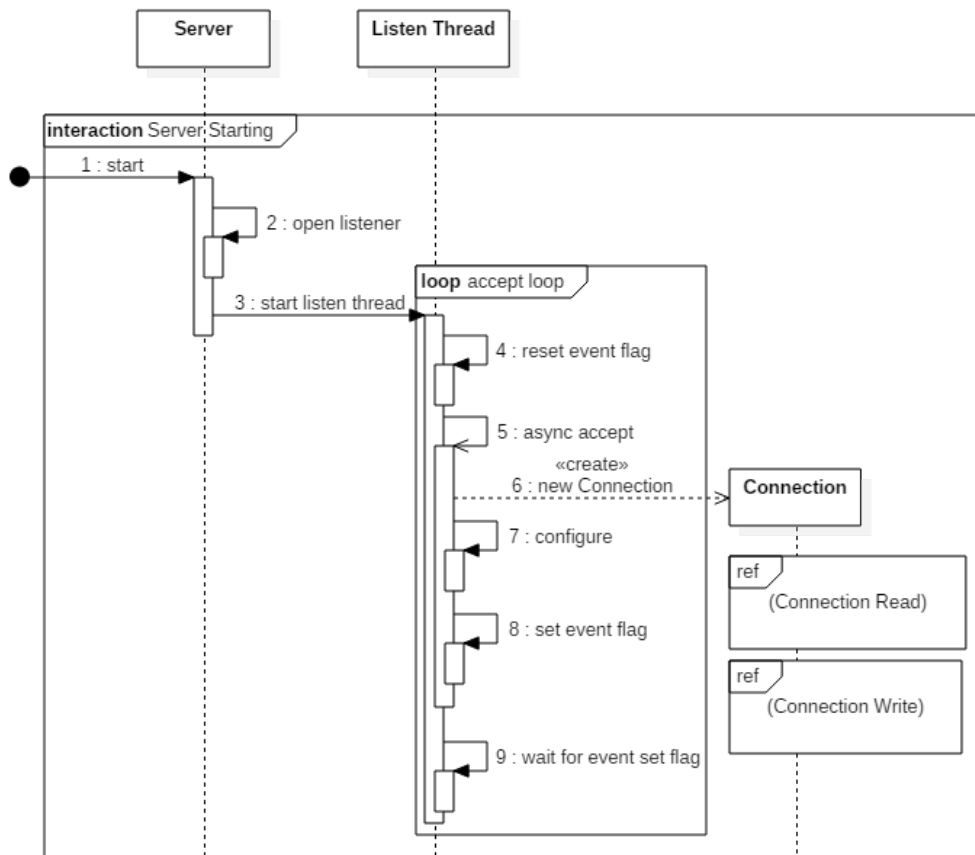 Server
Listen Thread
interaction Server Starting
1 : start
2 : open listener
loop accept loop
3 : start listen thread
4 : reset event flag
5 : async accept
«create»
6 : new Connection
Connection
7 : configure
ref
(Connection Read)
8 : set event flag
ref
(Connection Write)
9 : wait for event set flag